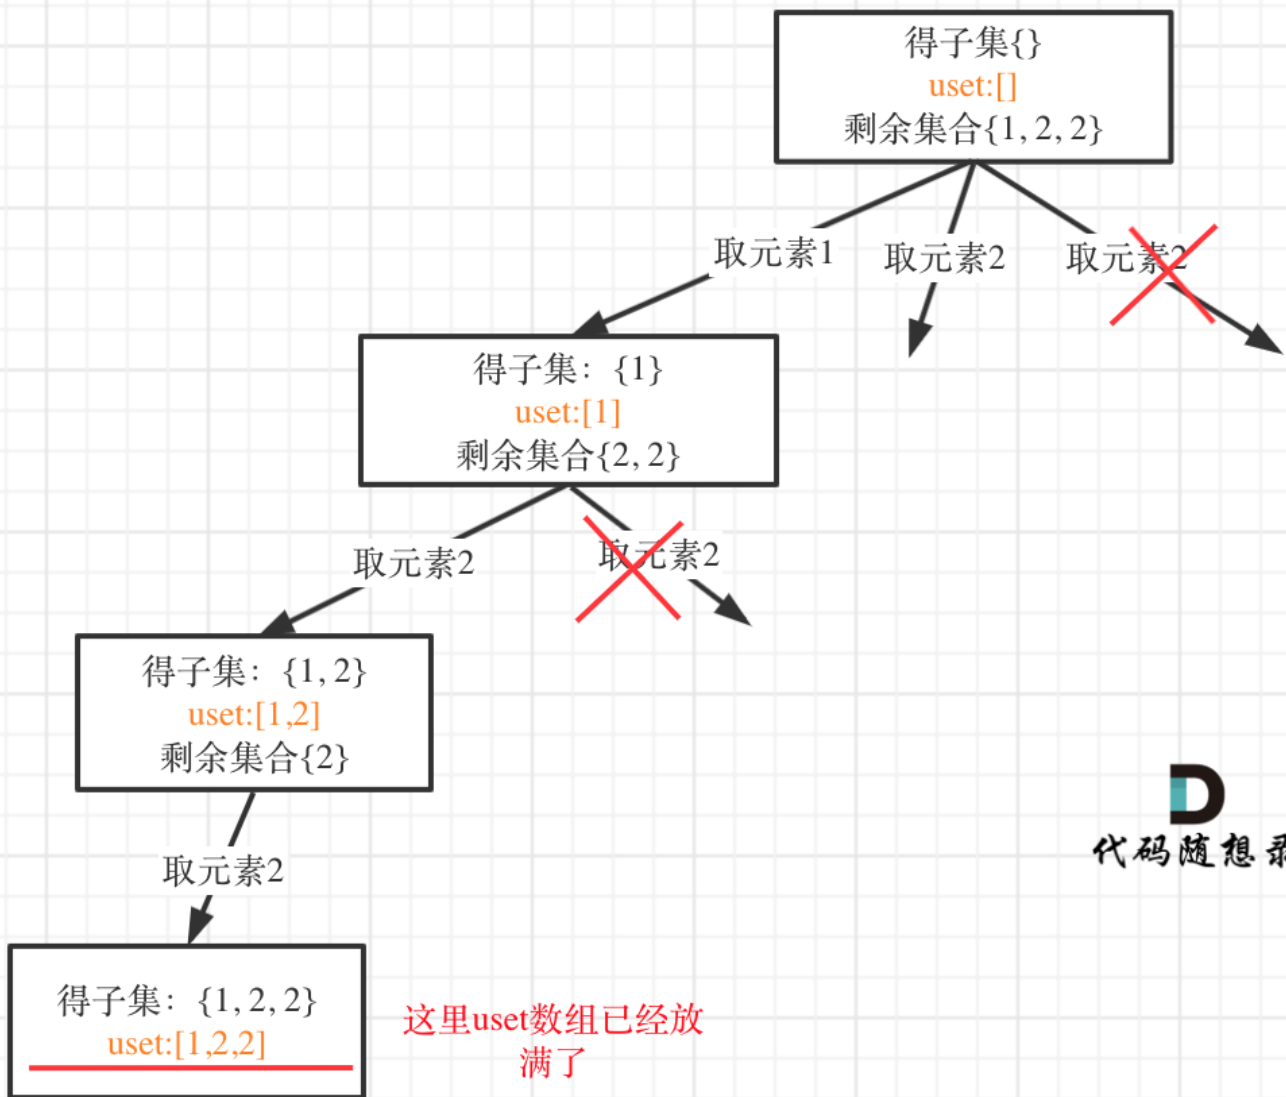 得子集{}
uset:[]
剩余集合{1, 2, 2}
取元素1
取元素2
取元素2
得子集：{1}
uset:[1]
剩余集合{2, 2}
取元素2
取元素2
得子集：{1, 2}
uset:[1,2]
剩余集合{2}
代码随想录
取元素2
得子集：{1, 2, 2}
uset:[1,2,2]
这里uset数组已经放
满了